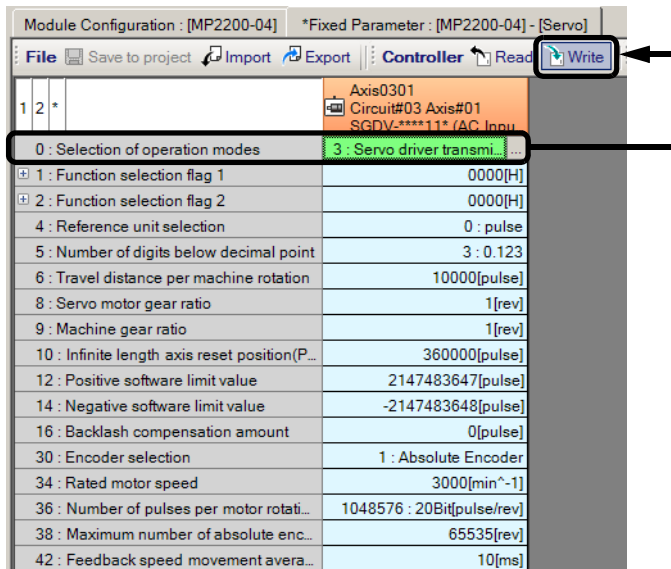 Module Configuration : [MP2200-04] *Fixed Parameter : [MP2200-04] - [Servo]
File Save to project Import Export Controller Read Write
Axis0301
1 2 * Circuit#03 Axis#01
SGDV-****11* (AC Inpu
0 : Selection of operation modes 3 : Servo driver transmi... ...
1 : Function selection flag 1 0000[H]
2 : Function selection flag 2 0000[H]
4 : Reference unit selection 0 : pulse
5 : Number of digits below decimal point 3 : 0.123
6 : Travel distance per machine rotation 10000[pulse]
8 : Servo motor gear ratio 1[rev]
9 : Machine gear ratio 1[rev]
10 : Infinite length axis reset position(P... 360000[pulse]
12 : Positive software limit value 2147483647[pulse]
14 : Negative software limit value -2147483648[pulse]
16 : Backlash compensation amount 0[pulse]
30 : Encoder selection 1 : Absolute Encoder
34 : Rated motor speed 3000[min^-1]
36 : Number of pulses per motor rotati... 1048576 : 20Bit[pulse/rev]
38 : Maximum number of absolute enc... 65535[rev]
42 : Feedback speed movement avera... 10[ms]